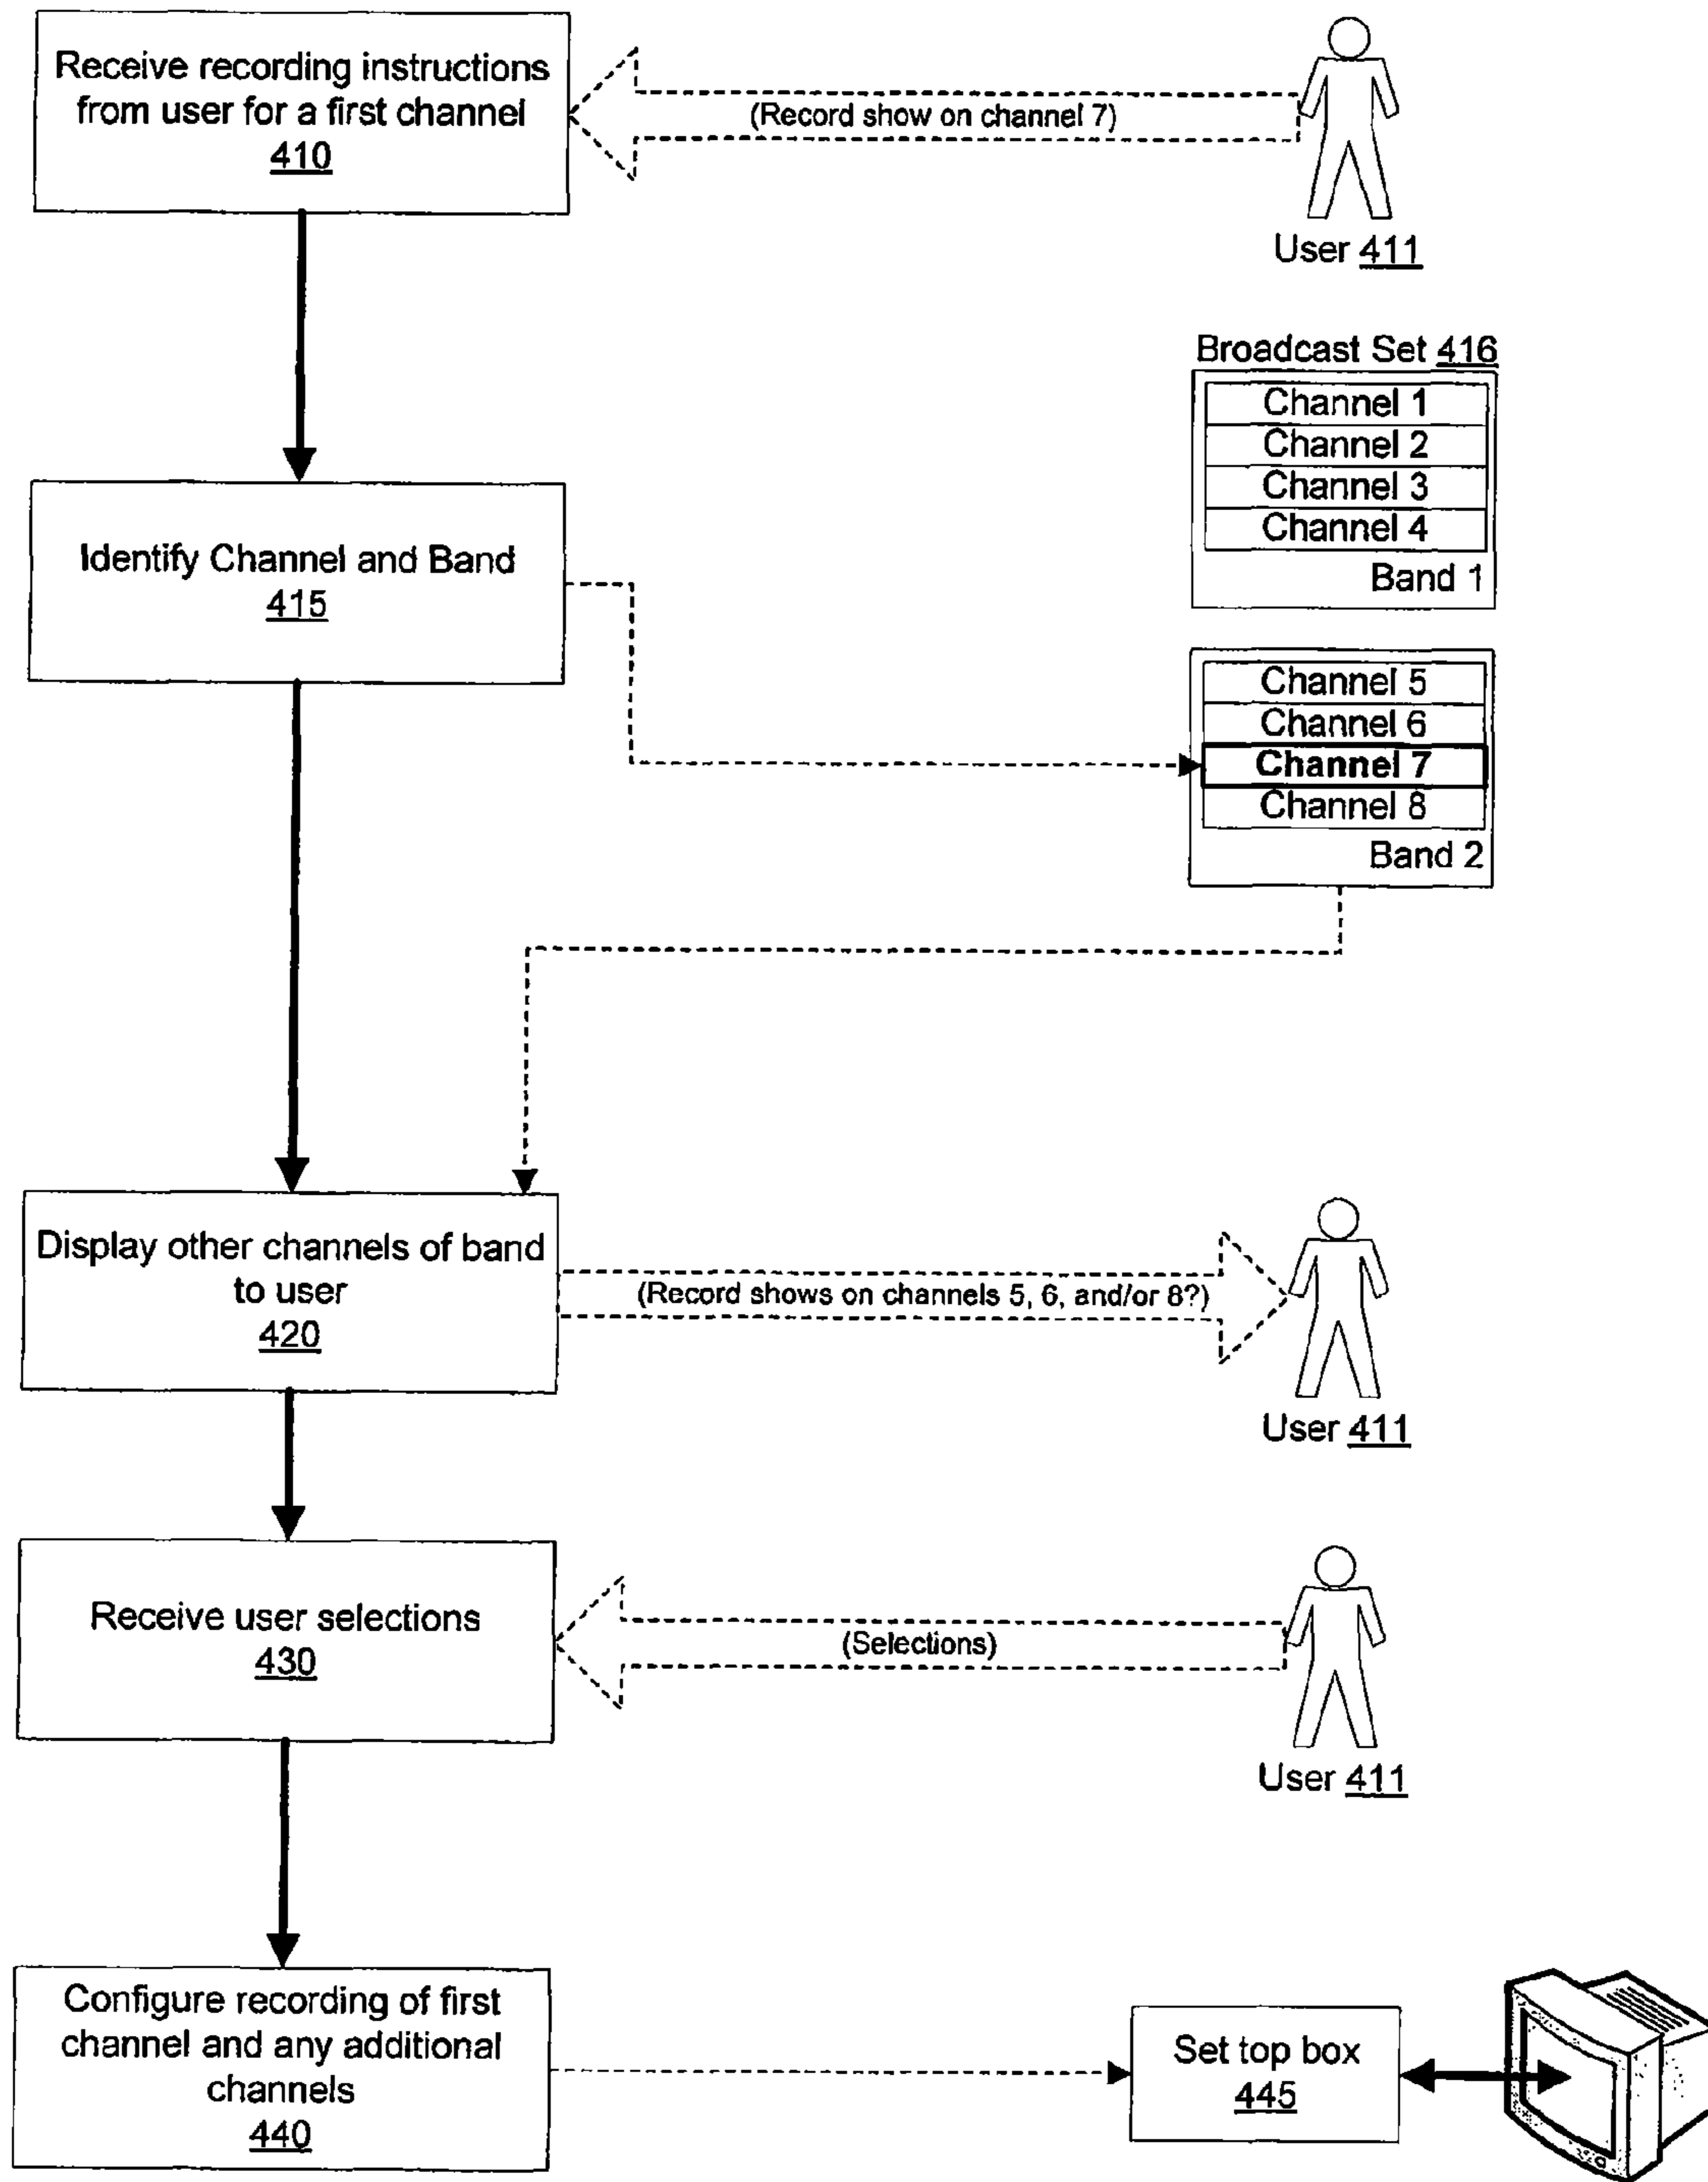 Receive recording instructions
from user for a first channel
410
(Record show on channel 7)
User 411
Broadcast Set 416
Channel 1
Channel 2
Channel 3
Channel 4
Band 1
Identify Channel and Band
415
Channel 5
Channel 6
Channel 7
Channel 8
Band 2
Display other channels of band
to user
420
(Record shows on channels 5, 6, and/or 8?)
User 411
Receive user selections
430
(Selections)
User 411
Configure recording of first
channel and any additional
channels
440
Set top box
445